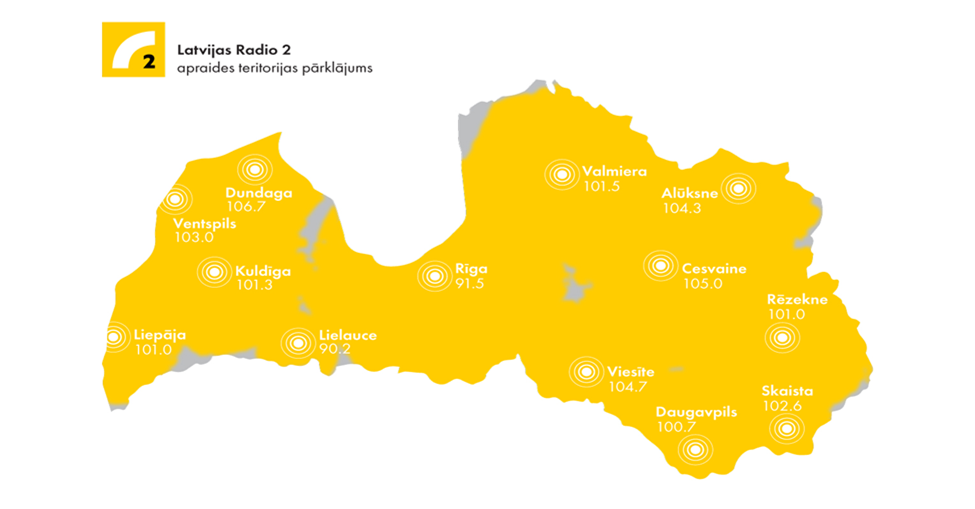 2
Latvijas Radio 2
apraides teritorijas pārklājums
Dundaga
106.7
Ventspils
103.0
Kuldīga
101.3
Liepāja
101.0
Lielauce
90.2
Rīga
91.5
Valmiera
101.5
Alūksne
104.3
Cesvaine
105.0
Rēzekne
101.0
Viesīte
104.7
Skaista
102.6
Daugavpils
100.7